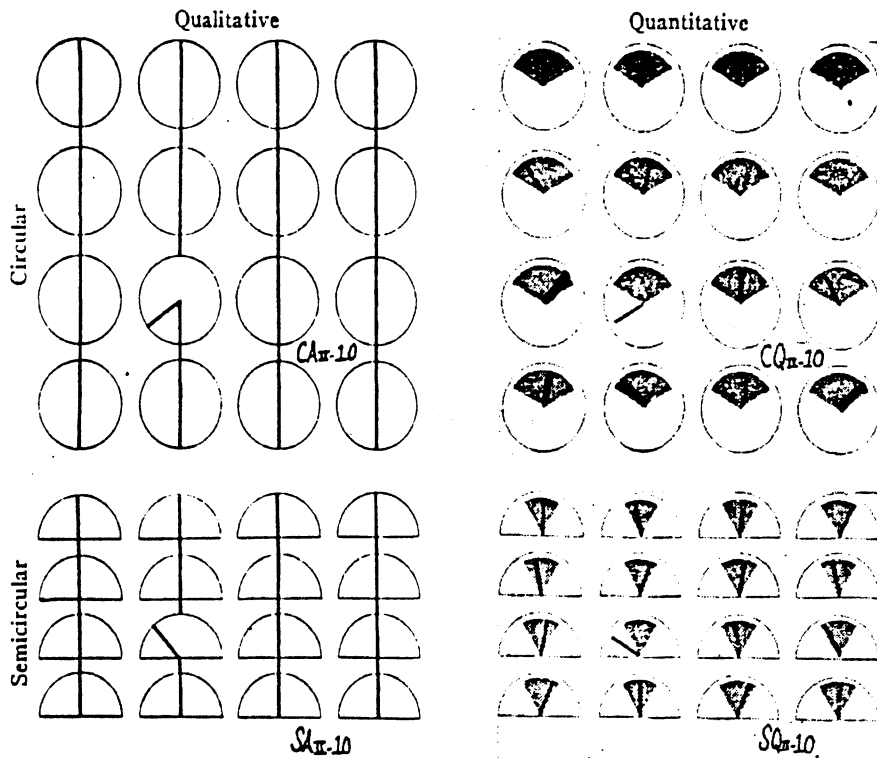 Qualitative
Quantitative
Circular
CAII-10
CQII-10
Semicircular
SAII-10
SQII-10